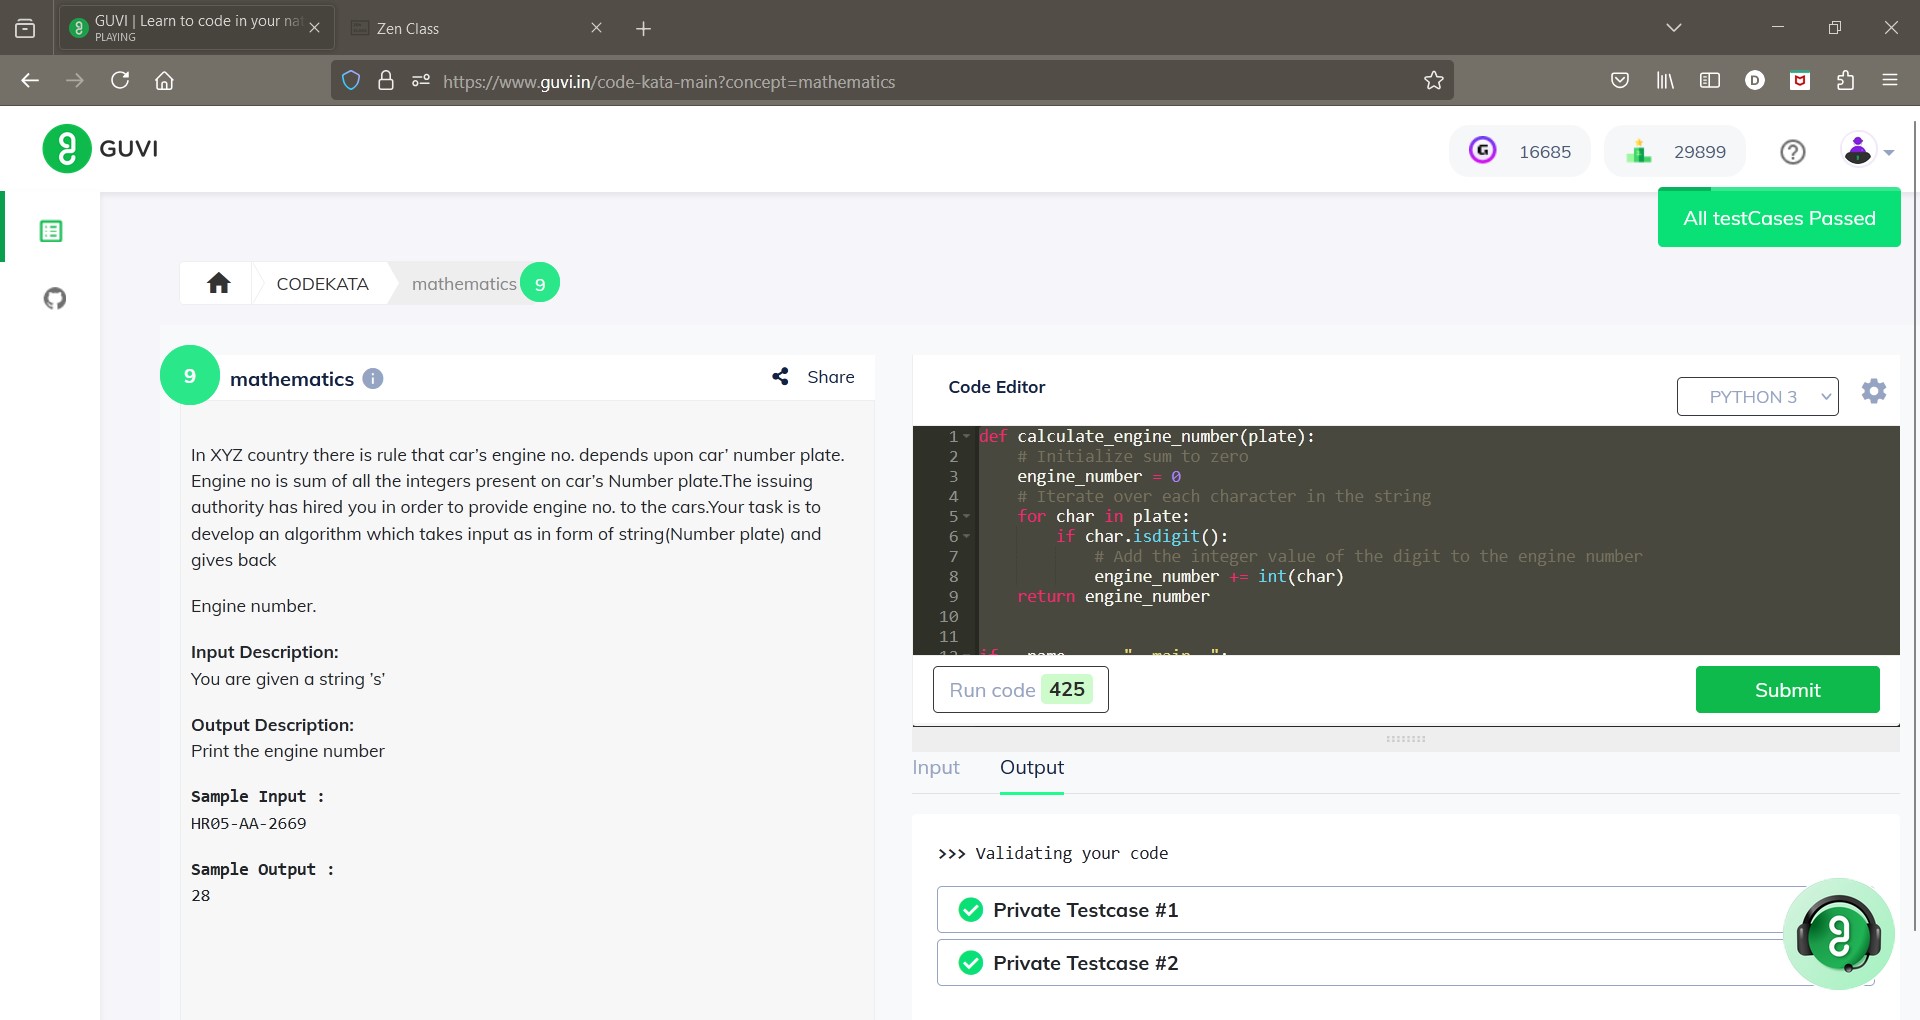 GUVI | Learn to code in your nat
PLAYING
Zen Class
https://www.guvi.in/code-kata-main?concept=mathematics
D
GUVI
G
16685
29899
All testCases Passed
CODEKATA
mathematics
9
9
mathematics
Share
In XYZ country there is rule that car’s engine no. depends upon car’ number plate.
Engine no is sum of all the integers present on car’s Number plate.The issuing
authority has hired you in order to provide engine no. to the cars.Your task is to
develop an algorithm which takes input as in form of string(Number plate) and
gives back
Engine number.
Input Description:
You are given a string ’s’
Output Description:
Print the engine number
Sample Input :
HR05-AA-2669
Sample Output :
28
Code Editor
PYTHON 3
1 def calculate_engine_number(plate):
2 # Initialize sum to zero
3 engine_number = 0
4 # Iterate over each character in the string
5 for char in plate:
6 if char.isdigit():
7 # Add the integer value of the digit to the engine number
8 engine_number += int(char)
9 return engine_number
10
11
Run code 425
Submit
Input
Output
>>> Validating your code
Private Testcase #1
Private Testcase #2